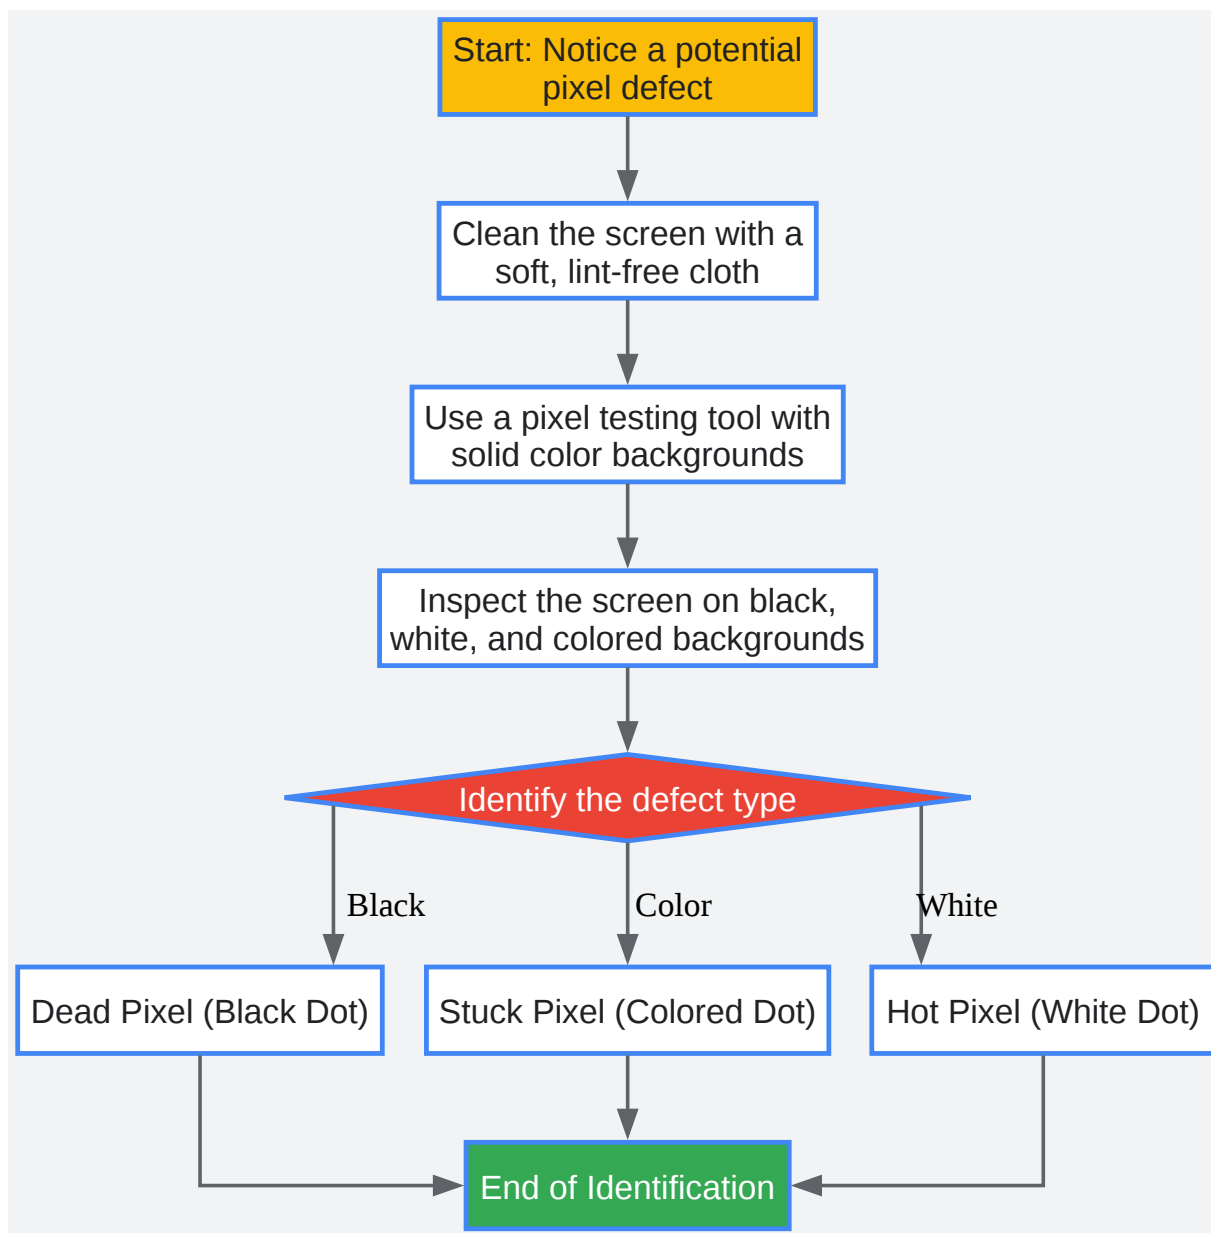 Start: Notice a potential
pixel defect
Clean the screen with a
soft, lint-free cloth
Use a pixel testing tool with
solid color backgrounds
Inspect the screen on black,
white, and colored backgrounds
Identify the defect type
Black
Color
White
Dead Pixel (Black Dot)
Stuck Pixel (Colored Dot)
Hot Pixel (White Dot)
End of Identification